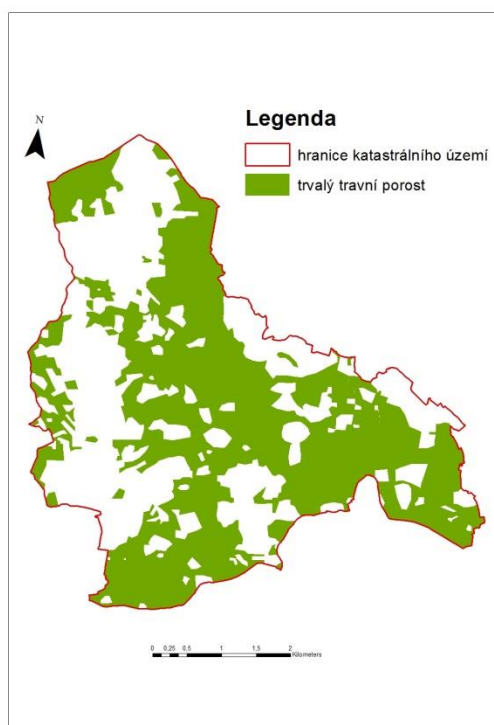 N
Legenda
hranice katastrálního území
trvalý travní porost
0 0,25 0,5 1 1,5 2
Kilometers